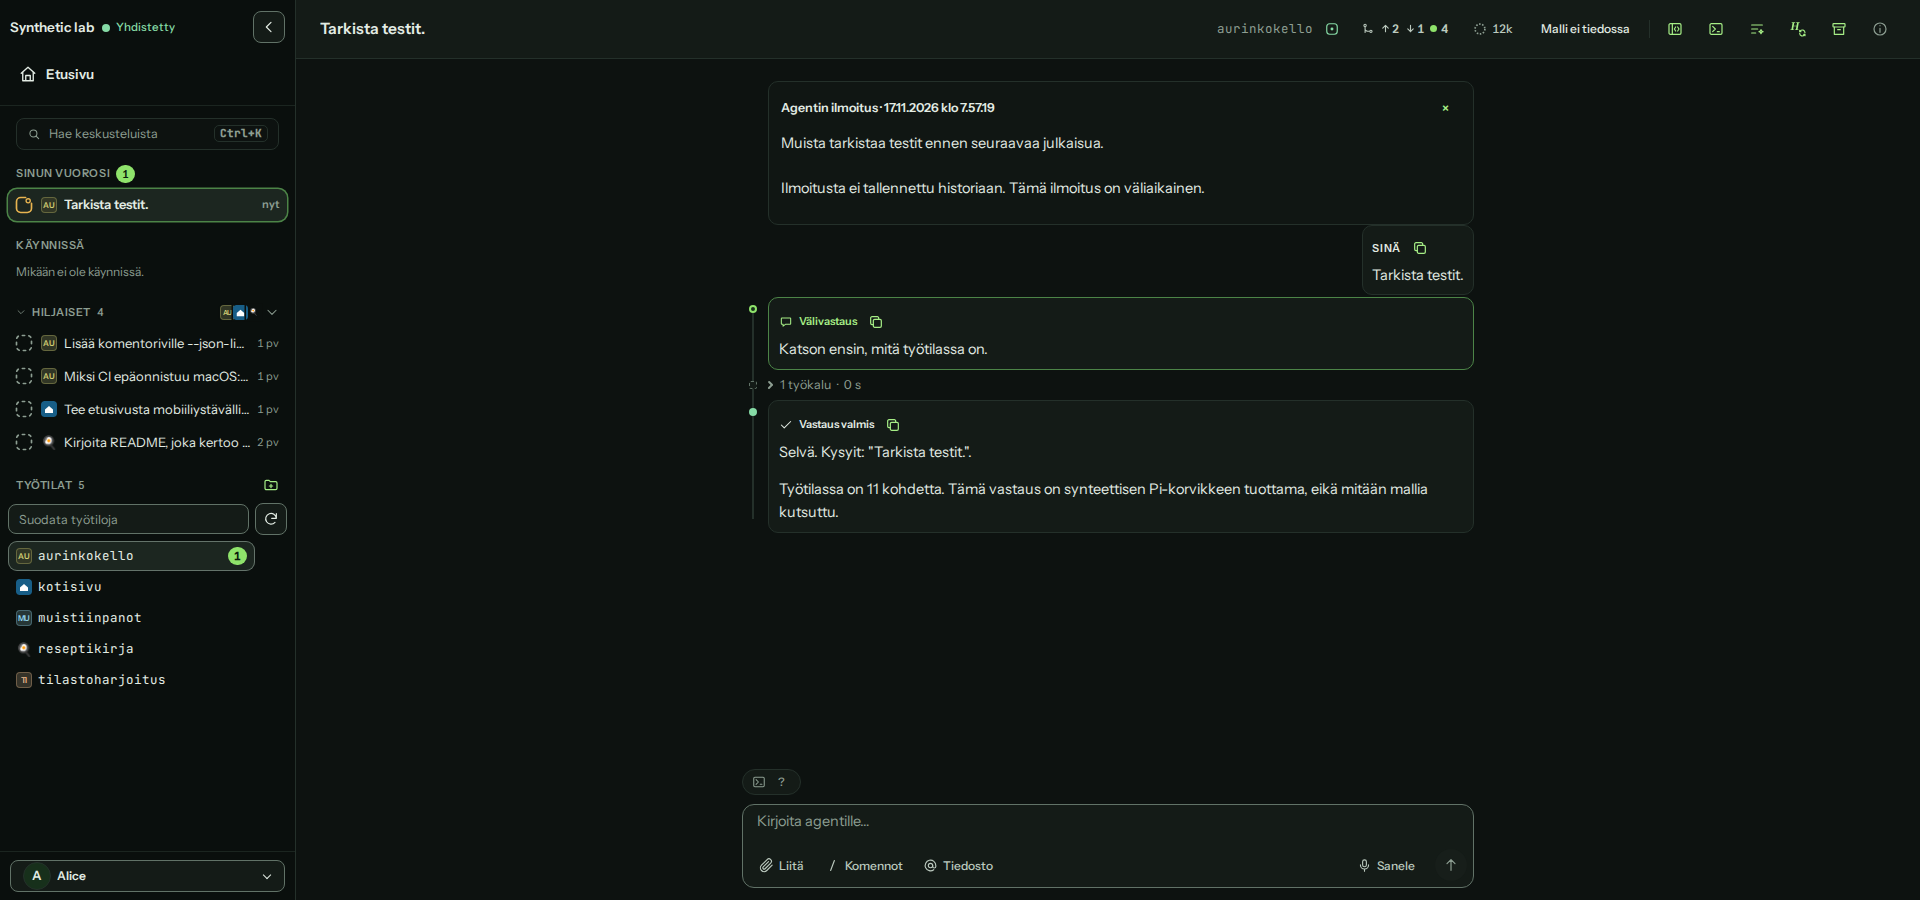 Synthetic lab
Yhdistetty
Etusivu
Hae keskusteluista
Ctrl+K
SINUN VUOROSI 1
AU Tarkista testit. nyt
KÄYNNISSÄ
Mikään ei ole käynnissä.
HILJAISET 4
AU Lisää komentoriville --json-li... 1 pv
AU Miksi CI epäonnistuu macOS:... 1 pv
Tee etusivusta mobiiliystävälli... 1 pv
Kirjoita README, joka kertoo ... 2 pv
TYÖTILAT 5
Suodata työtiloja
AU aurinkokello 1
kotisivu
MU muistiinpanot
reseptikirja
TI tilastoharjoitus
A Alice
Tarkista testit.
aurinkokello
↑2 ↓1 4
12k
Malli ei tiedossa
Agentin ilmoitus · 17.11.2026 klo 7.57.19
×
Muista tarkistaa testit ennen seuraavaa julkaisua.
Ilmoitusta ei tallennettu historiaan. Tämä ilmoitus on väliaikainen.
SINÄ
Tarkista testit.
Välivastaus
Katson ensin, mitä työtilassa on.
1 työkalu · 0 s
Vastaus valmis
Selvä. Kysyit: "Tarkista testit.".
Työtilassa on 11 kohdetta. Tämä vastaus on synteettisen Pi-korvikkeen tuottama, eikä mitään mallia
kutsuttu.
?
Kirjoita agentille...
Liitä
/ Komennot
@ Tiedosto
Sanele